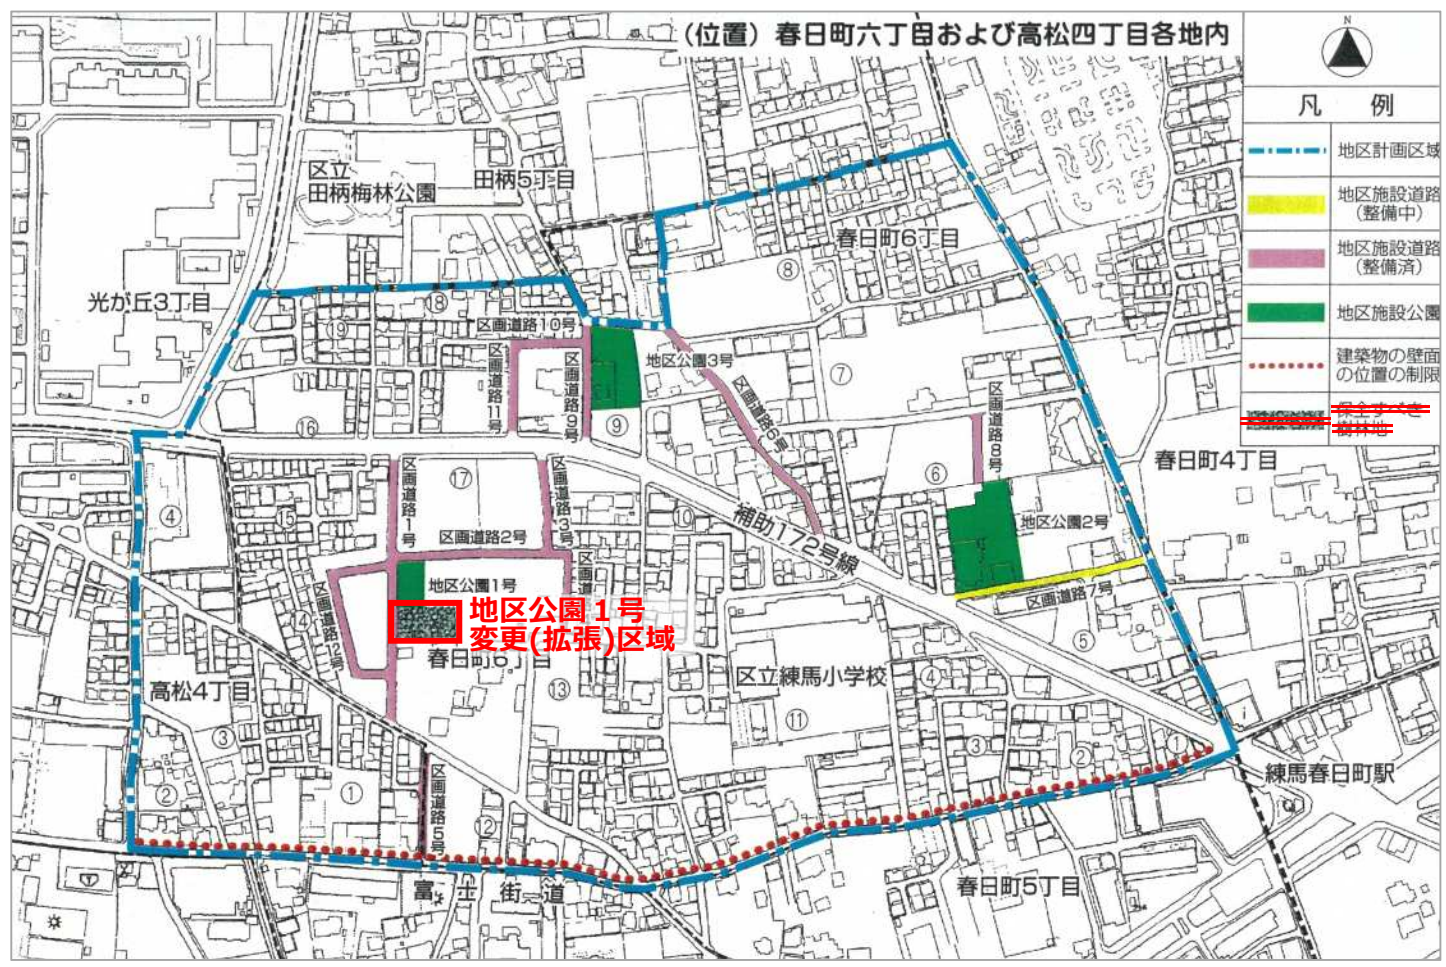 (位置) 春日町六丁目および高松四丁目各地内
N
凡 例
地区計画区域
地区施設道路
(整備中)
地区施設道路
(整備済)
地区施設公園
建築物の壁面
の位置の制限
保全すべき
樹林地
区立
田柄梅林公園
田柄5丁目
春日町6丁目
⑧
光が丘3丁目
⑱
⑲
区画道路10号
区画道路11号
区画道路9号
地区公園3号
区画道路6号
⑦
区画道路8号
⑯
⑨
⑥
春日町4丁目
④
⑮
区画道路1号
⑰
区画道路3号
⑩
補助172号線
地区公園2号
区画道路2号
地区公園1号
区画道路
区画道路7号
⑭
区画道路12号
地区公園1号
変更(拡張)区域
春日町6丁目
⑤
高松4丁目
⑬
区立練馬小学校
④
⑪
③
③
②
①
練馬春日町駅
②
①
区画道路5号
⑫
富士街道
春日町5丁目